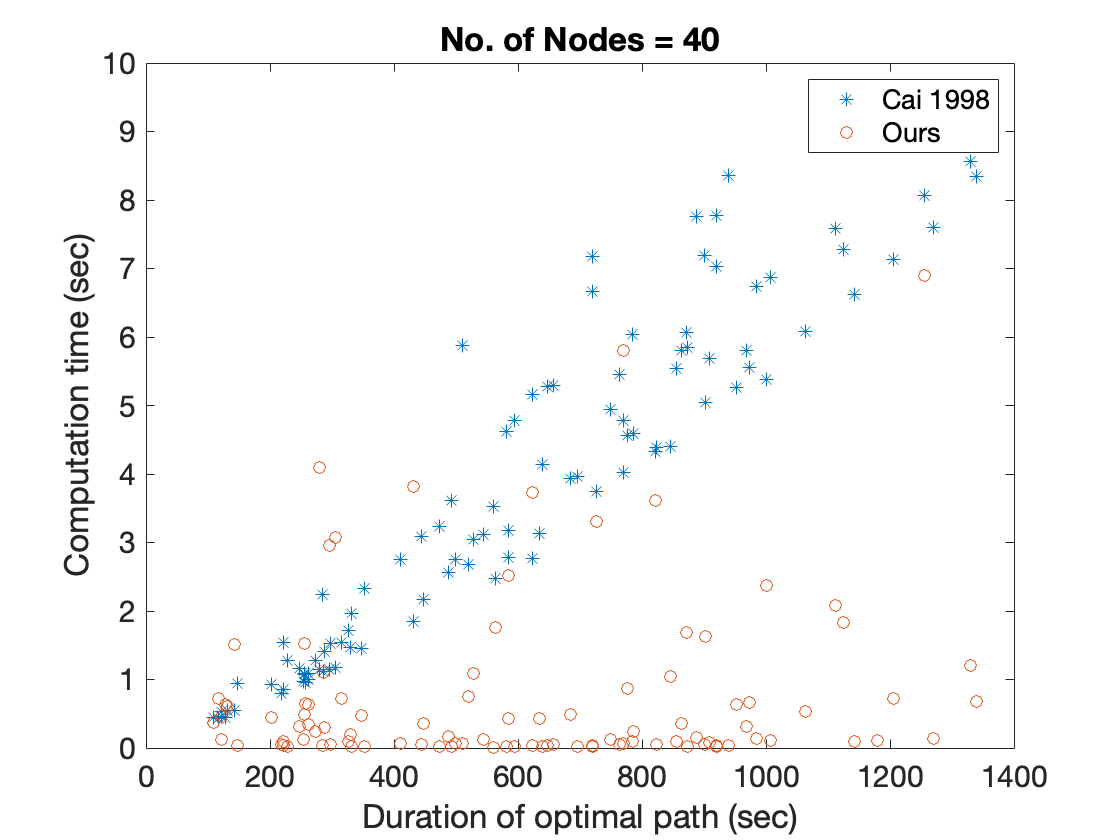 No. of Nodes = 40
Cai 1998
Ours
Computation time (sec)
10
9
8
7
6
5
4
3
2
1
0
0 200 400 600 800 1000 1200 1400
Duration of optimal path (sec)